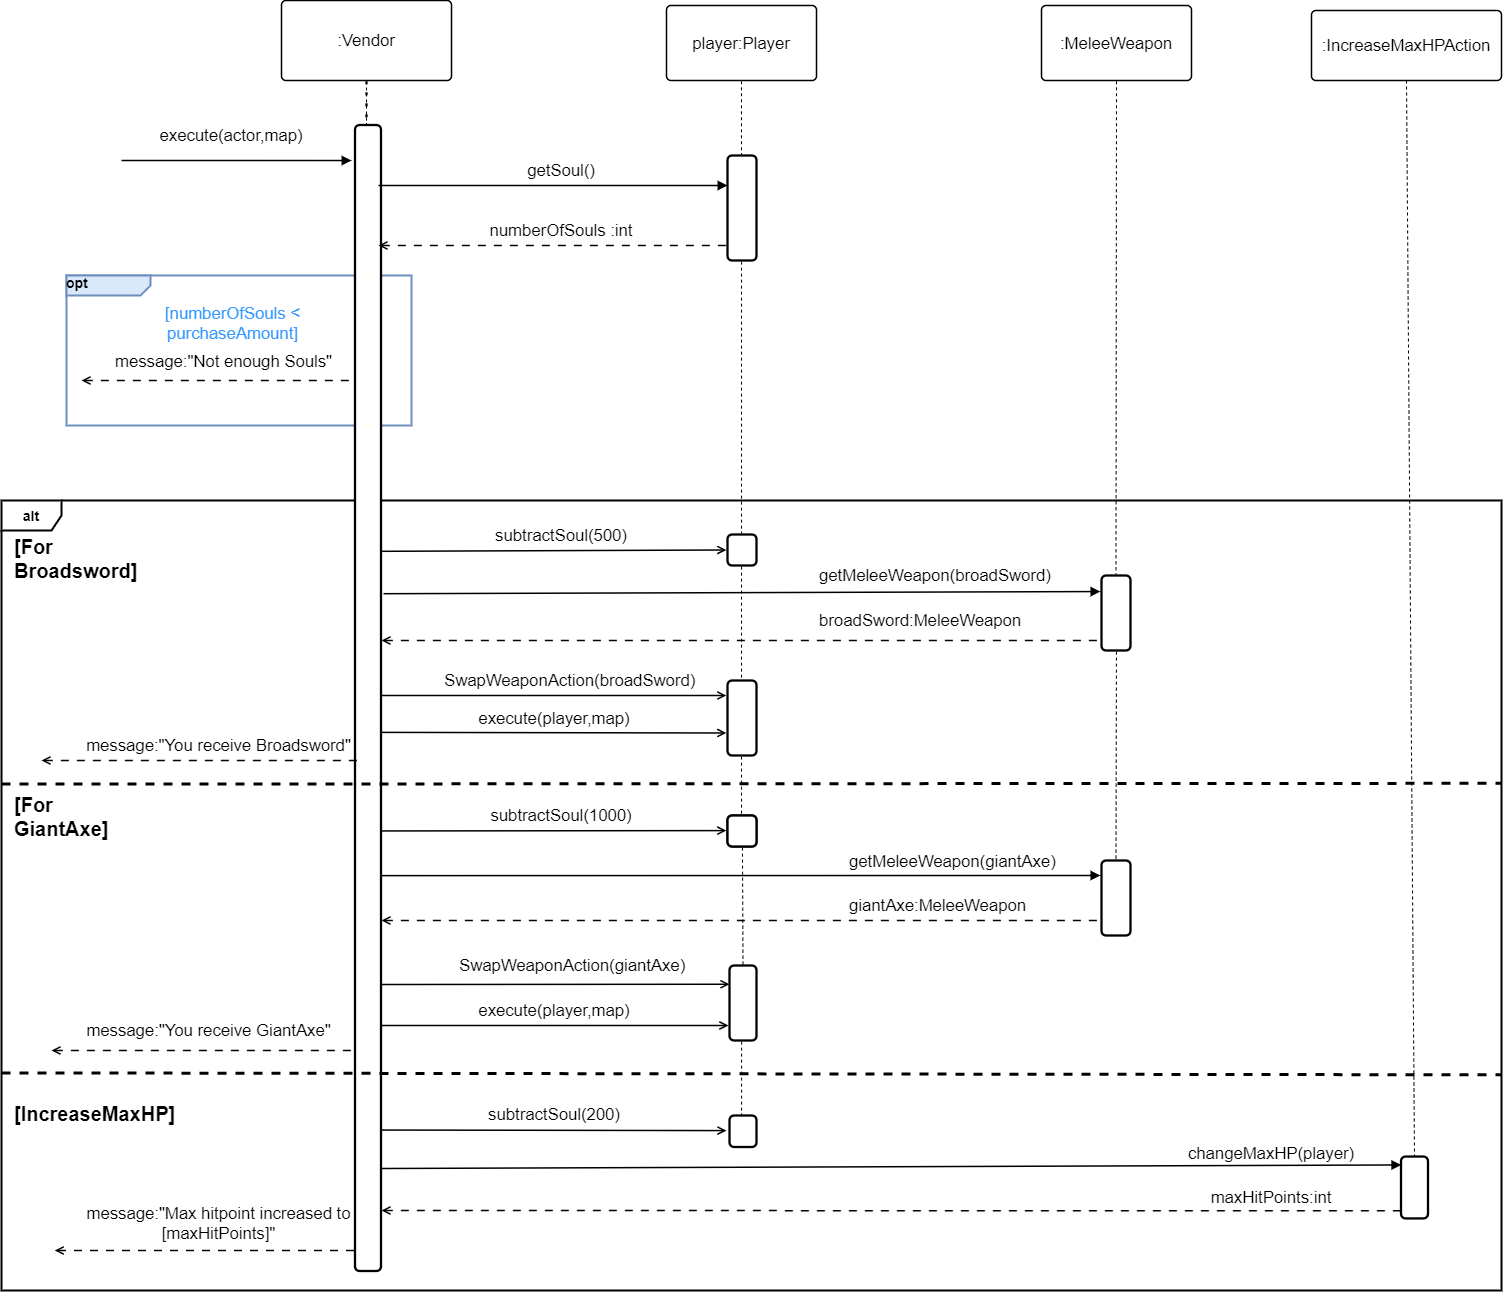 :Vendor
player:Player
:MeleeWeapon
:IncreaseMaxHPAction
execute(actor,map)
getSoul()
numberOfSouls :int
opt
[numberOfSouls <
purchaseAmount]
message:"Not enough Souls"
alt
[For
Broadsword]
subtractSoul(500)
getMeleeWeapon(broadSword)
broadSword:MeleeWeapon
SwapWeaponAction(broadSword)
execute(player,map)
message:"You receive Broadsword"
[For
GiantAxe]
subtractSoul(1000)
getMeleeWeapon(giantAxe)
giantAxe:MeleeWeapon
SwapWeaponAction(giantAxe)
execute(player,map)
message:"You receive GiantAxe"
[IncreaseMaxHP]
subtractSoul(200)
changeMaxHP(player)
maxHitPoints:int
message:"Max hitpoint increased to
[maxHitPoints]"